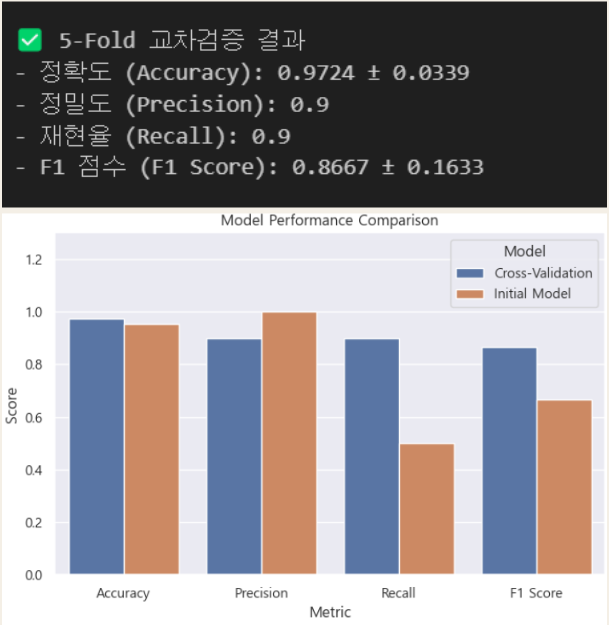 ✅ 5-Fold 교차검증 결과
- 정확도 (Accuracy): 0.9724 ± 0.0339
- 정밀도 (Precision): 0.9
- 재현율 (Recall): 0.9
- F1 점수 (F1 Score): 0.8667 ± 0.1633
Model Performance Comparison
Model
Cross-Validation
Initial Model
1.2
1.0
0.8
0.6
0.4
0.2
0.0
Score
Accuracy Precision Recall F1 Score
Metric